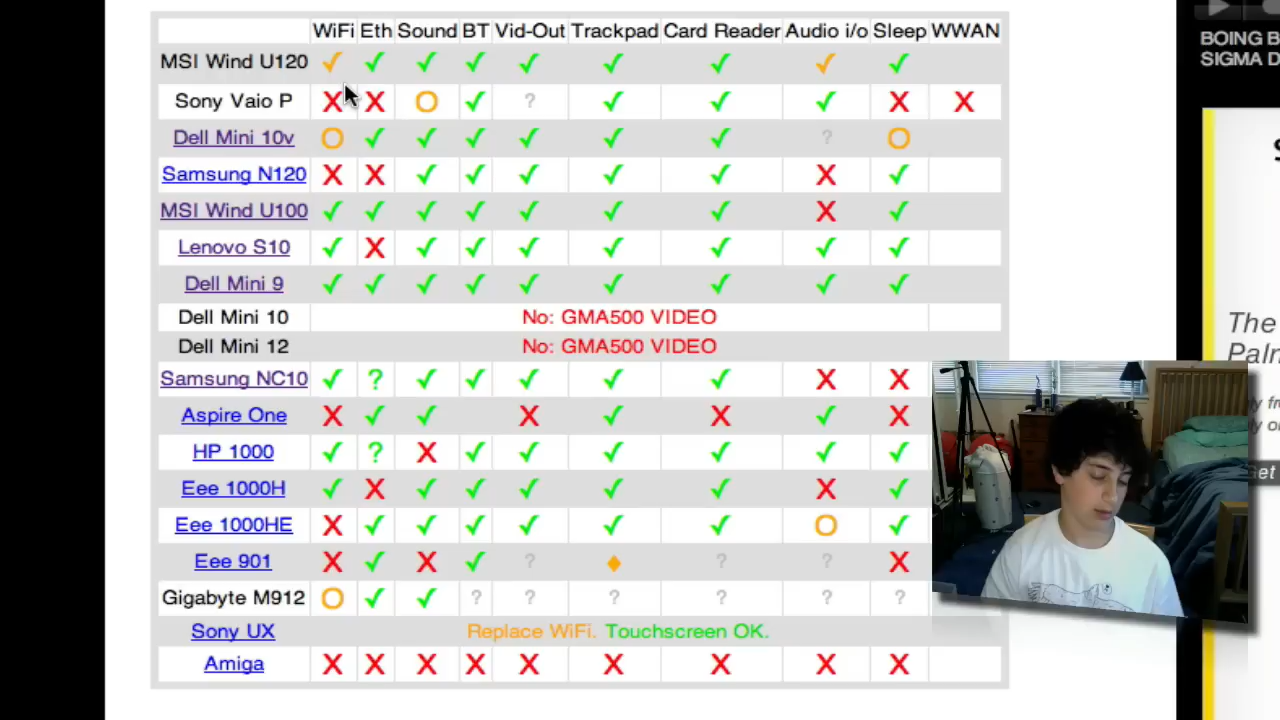 WiFi Eth Sound BT Vid-Out Trackpad Card Reader Audio i/o Sleep WWAN
MSI Wind U120 ✓ ✓ ✓ ✓ ✓ ✓ ✓ ✓ ✓
Sony Vaio P X X O ✓ ? ✓ ✓ ✓ X X
Dell Mini 10v O ✓ ✓ ✓ ✓ ✓ ✓ ? O
Samsung N120 X X ✓ ✓ ✓ ✓ ✓ X ✓
MSI Wind U100 ✓ ✓ ✓ ✓ ✓ ✓ ✓ X ✓
Lenovo S10 ✓ X ✓ ✓ ✓ ✓ ✓ ✓ ✓
Dell Mini 9 ✓ ✓ ✓ ✓ ✓ ✓ ✓ ✓ ✓
Dell Mini 10 No: GMA500 VIDEO
Dell Mini 12 No: GMA500 VIDEO
Samsung NC10 ✓ ? ✓ ✓ ✓ ✓ ✓ X X
Aspire One X ✓ ✓ X ✓ X ✓ X
HP 1000 ✓ ? X ✓ ✓ ✓ ✓ ✓ ✓
Eee 1000H ✓ X ✓ ✓ ✓ ✓ ✓ X ✓
Eee 1000HE X ✓ ✓ ✓ ✓ ✓ ✓ O ✓
Eee 901 X ✓ X ✓ ? ♦ ? ? X
Gigabyte M912 O ✓ ✓ ? ? ? ? ? ?
Sony UX Replace WiFi. Touchscreen OK.
Amiga X X X X X X X X X
BOING B
SIGMA D
The
Get